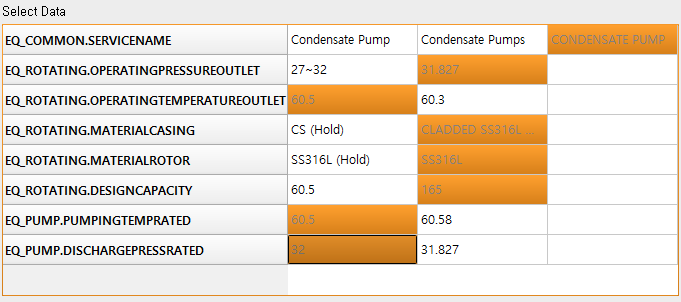 Select Data
EQ_COMMON.SERVICENAME Condensate Pump Condensate Pumps CONDENSATE PUMP
EQ_ROTATING.OPERATINGPRESSUREOUTLET 27~32 31.827
EQ_ROTATING.OPERATINGTEMPERATUREOUTLET 60.5 60.3
EQ_ROTATING.MATERIALCASING CS (Hold) CLADDED SS316L ...
EQ_ROTATING.MATERIALROTOR SS316L (Hold) SS316L
EQ_ROTATING.DESIGNCAPACITY 60.5 165
EQ_PUMP.PUMPINGTEMPRATED 60.5 60.58
EQ_PUMP.DISCHARGEPRESSRATED 32 31.827